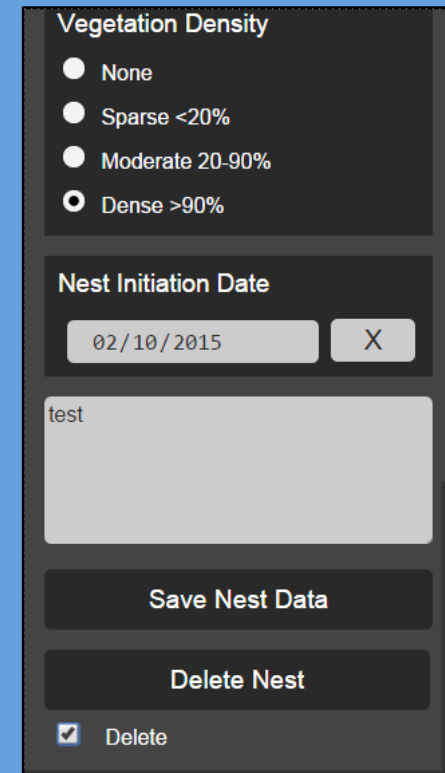 Vegetation Density
None
Sparse <20%
Moderate 20-90%
Dense >90%
Nest Initiation Date
02/10/2015 X
test
Save Nest Data
Delete Nest
Delete